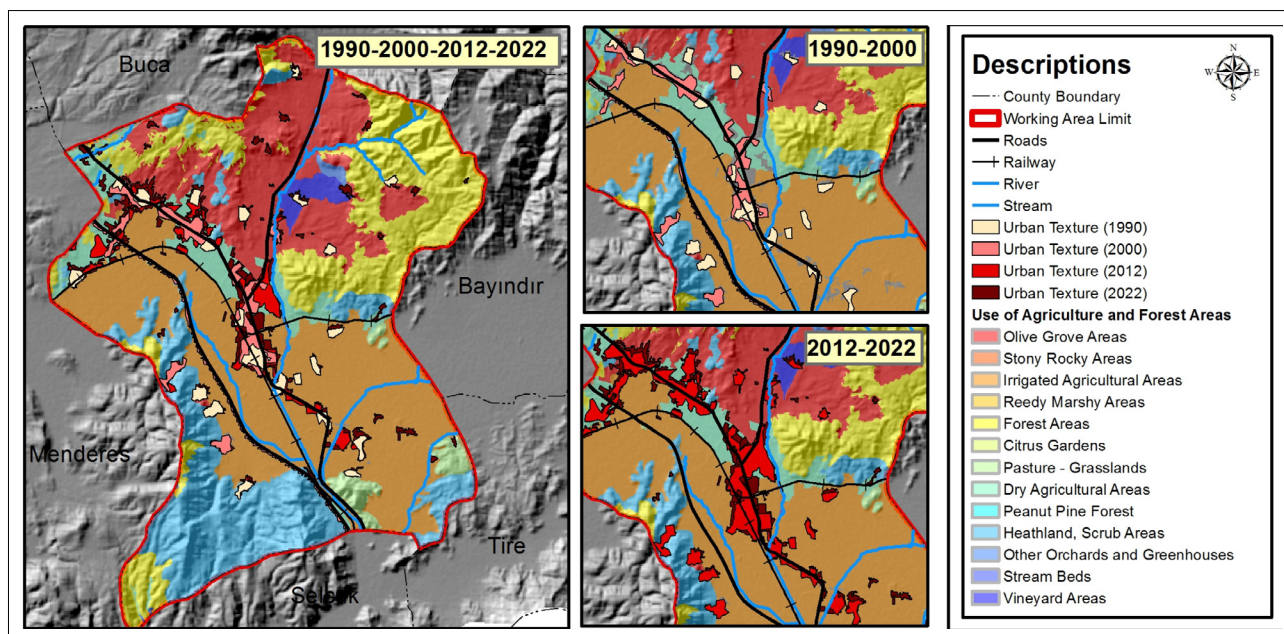 1990-2000-2012-2022
Buca
Bayındır
Menderes
Tire
Selçuk
1990-2000
2012-2022
Descriptions
N
W
E
S
County Boundary
Working Area Limit
Roads
Railway
River
Stream
Urban Texture (1990)
Urban Texture (2000)
Urban Texture (2012)
Urban Texture (2022)
Use of Agriculture and Forest Areas
Olive Grove Areas
Stony Rocky Areas
Irrigated Agricultural Areas
Reedy Marshy Areas
Forest Areas
Citrus Gardens
Pasture - Grasslands
Dry Agricultural Areas
Peanut Pine Forest
Heathland, Scrub Areas
Other Orchards and Greenhouses
Stream Beds
Vineyard Areas